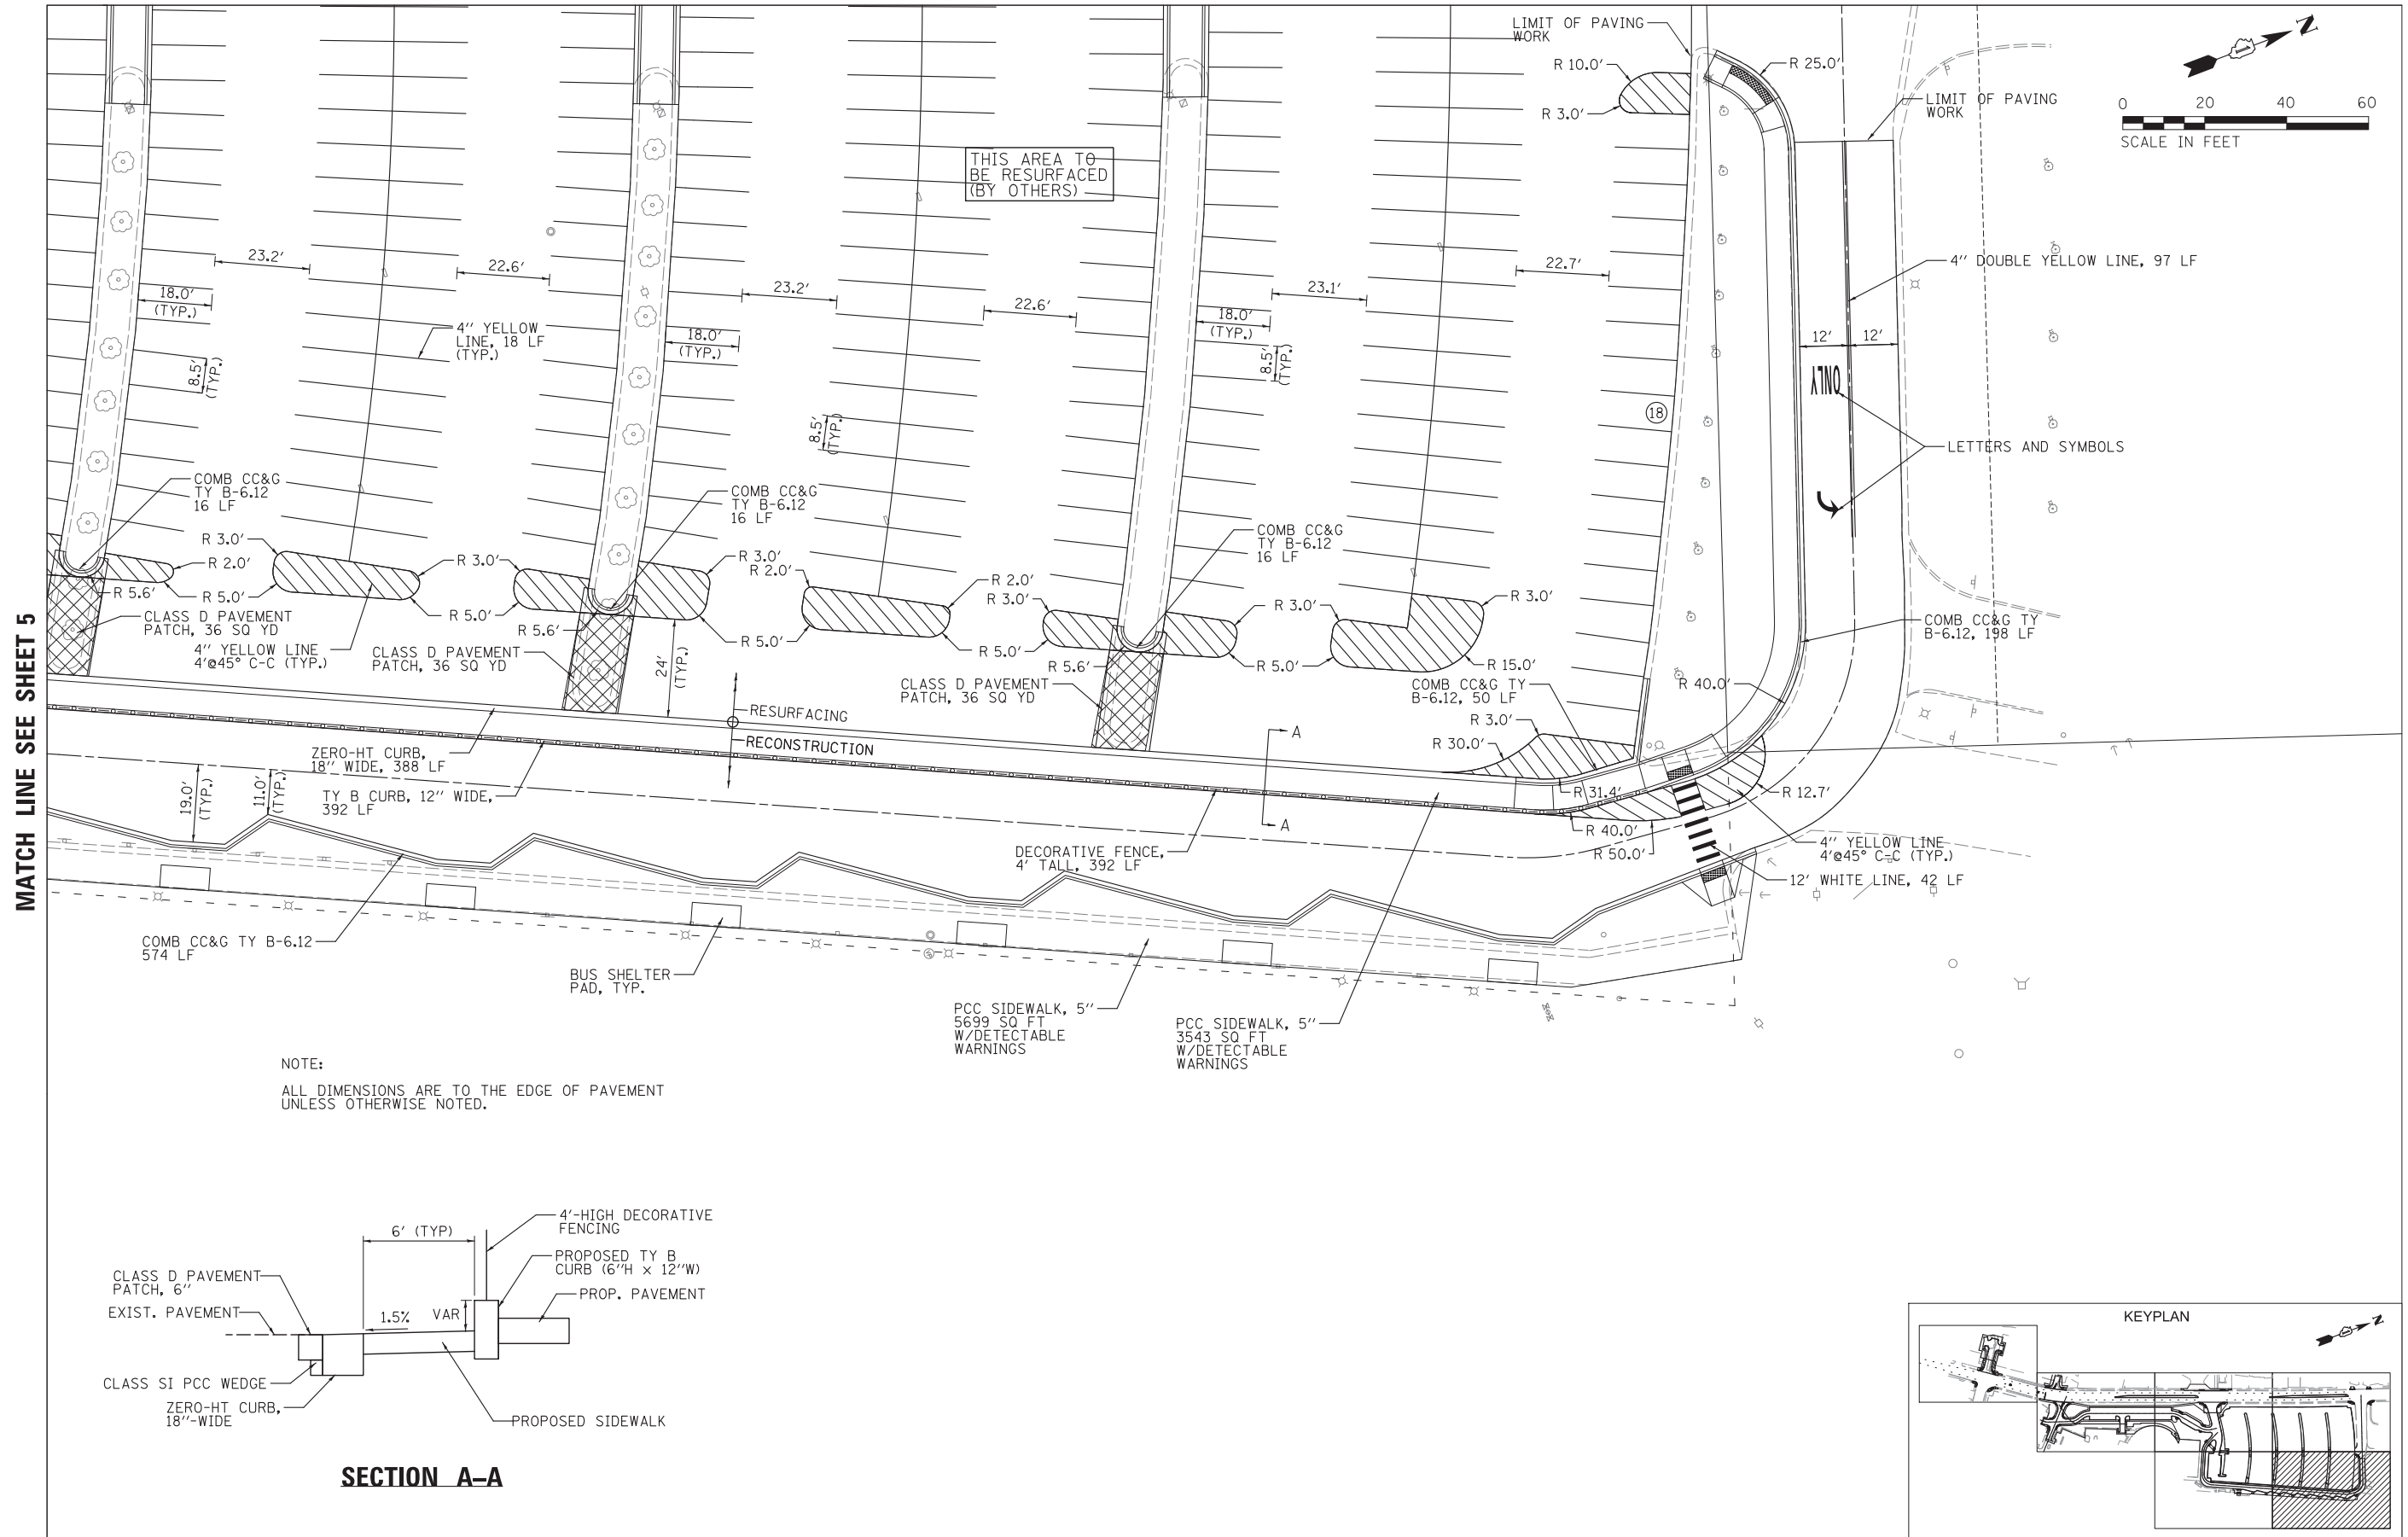 LIMIT OF PAVING
WORK
R 10.0'
R 3.0'
R 25.0'
N
LIMIT OF PAVING
WORK
0 20 40 60
SCALE IN FEET
THIS AREA TO
BE RESURFACED
(BY OTHERS)
23.2'
22.6'
23.2'
22.6'
23.1'
22.7'
4" DOUBLE YELLOW LINE, 97 LF
18.0'
(TYP.)
4" YELLOW
LINE, 18 LF
(TYP.)
18.0'
(TYP.)
18.0'
(TYP.)
12' 12'
8.5'
(TYP.)
8.5'
(TYP.)
8.5'
(TYP.)
ONLY
18
LETTERS AND SYMBOLS
COMB CC&G
TY B-6.12
16 LF
COMB CC&G
TY B-6.12
16 LF
COMB CC&G
TY B-6.12
16 LF
R 3.0'
R 2.0'
R 5.6'
R 5.0'
R 3.0'
R 5.0'
R 5.6'
R 3.0'
R 2.0'
R 5.0'
R 2.0'
R 3.0'
R 5.0'
R 5.6'
R 3.0'
R 5.0'
R 3.0'
R 15.0'
CLASS D PAVEMENT
PATCH, 36 SQ YD
4" YELLOW LINE
4'@45° C-C (TYP.)
CLASS D PAVEMENT
PATCH, 36 SQ YD
24'
(TYP.)
CLASS D PAVEMENT
PATCH, 36 SQ YD
COMB CC&G TY
B-6.12, 50 LF
COMB CC&G TY
B-6.12, 198 LF
R 40.0'
R 3.0'
R 30.0'
MATCH LINE SEE SHEET 5
RESURFACING
RECONSTRUCTION
A
A
ZERO-HT CURB,
18" WIDE, 388 LF
19.0'
(TYP.)
11.0'
(TYP.)
TY B CURB, 12" WIDE,
392 LF
R 31.4'
R 12.7'
R 40.0'
R 50.0'
DECORATIVE FENCE,
4' TALL, 392 LF
4" YELLOW LINE
4'@45° C-C (TYP.)
12' WHITE LINE, 42 LF
COMB CC&G TY B-6.12
574 LF
BUS SHELTER
PAD, TYP.
PCC SIDEWALK, 5"
5699 SQ FT
W/DETECTABLE
WARNINGS
PCC SIDEWALK, 5"
3543 SQ FT
W/DETECTABLE
WARNINGS
NOTE:
ALL DIMENSIONS ARE TO THE EDGE OF PAVEMENT
UNLESS OTHERWISE NOTED.
6' (TYP)
4'-HIGH DECORATIVE
FENCING
PROPOSED TY B
CURB (6"H × 12"W)
PROP. PAVEMENT
CLASS D PAVEMENT
PATCH, 6"
EXIST. PAVEMENT
1.5%
VAR
CLASS SI PCC WEDGE
ZERO-HT CURB,
18"-WIDE
PROPOSED SIDEWALK
SECTION A–A
KEYPLAN
N